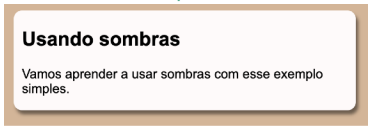 Usando sombras
Vamos aprender a usar sombras com esse exemplo
simples.